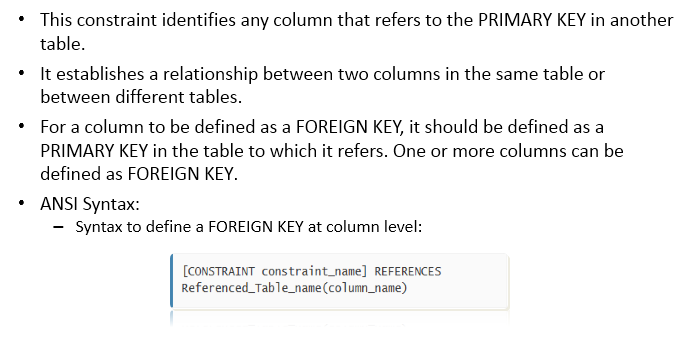 • This constraint identifies any column that refers to the PRIMARY KEY in another
table.
• It establishes a relationship between two columns in the same table or
between different tables.
• For a column to be defined as a FOREIGN KEY, it should be defined as a
PRIMARY KEY in the table to which it refers. One or more columns can be
defined as FOREIGN KEY.
• ANSI Syntax:
– Syntax to define a FOREIGN KEY at column level:
[CONSTRAINT constraint_name] REFERENCES
Referenced_Table_name(column_name)